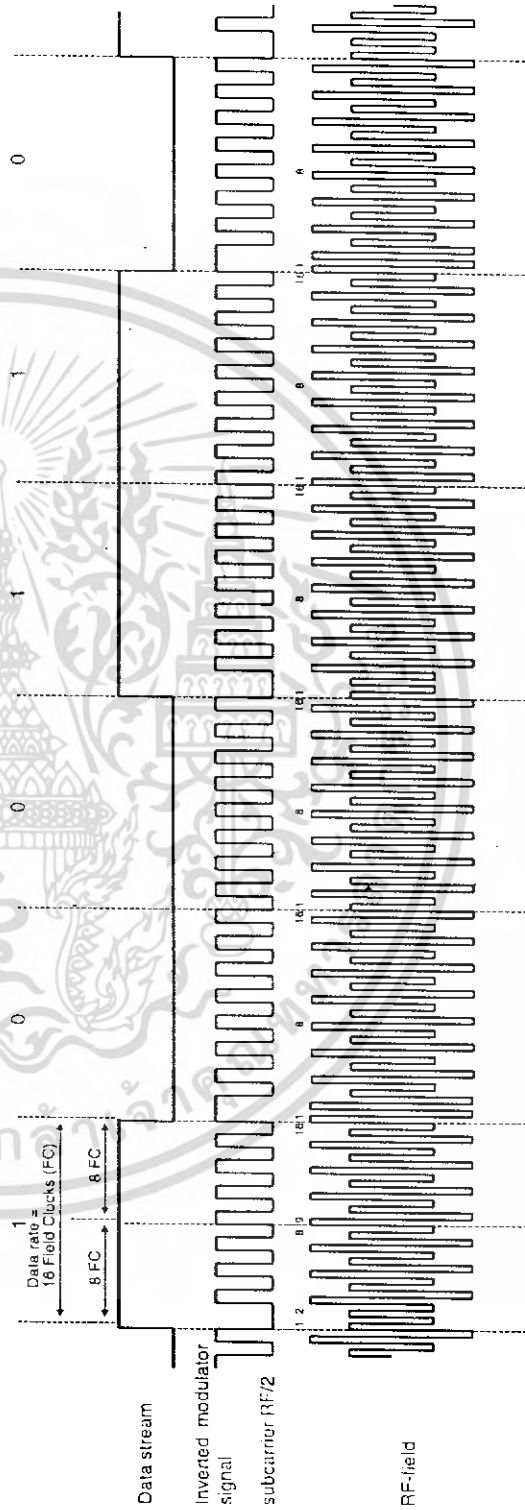 1 0 0 1 1 0
Data rate =
16 Field Clocks (FC)
8 FC 8 FC
Data stream
Inverted modulator
signal
subcarrier RF/2
1 2 8 9 16 1 8 16 1 8 16 1 8 16 1 8 16 1 8
RF-field